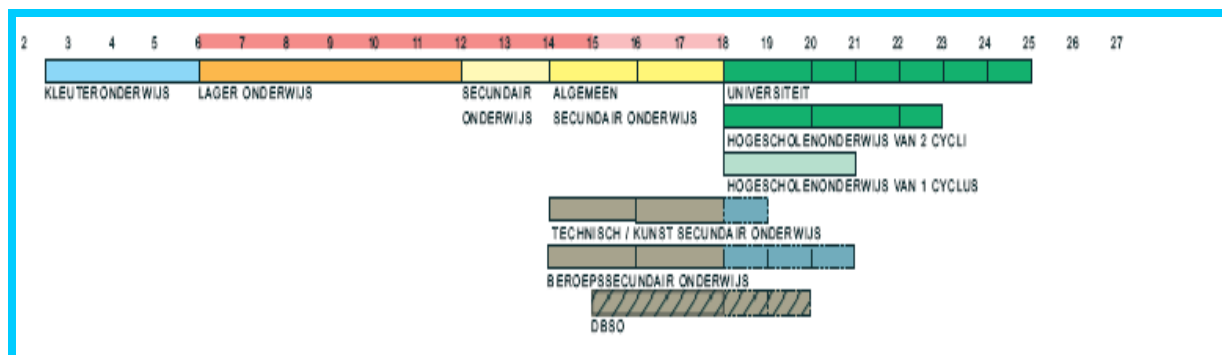 2 3 4 5 6 7 8 9 10 11 12 13 14 15 16 17 18 19 20 21 22 23 24 25 26 27
KLEUTERONDERWIJS LAGER ONDERWIJS SECUNDAIR ALGEMEEN UNIVERSITEIT
ONDERWIJS SECUNDAIR ONDERWIJS
HOGESCHOLENONDERWIJS VAN 2 CYCLI
HOGESCHOLENONDERWIJS VAN 1 CYCLUS
TECHNISCH / KUNST SECUNDAIR ONDERWIJS
BEROEPSSECUNDAIR ONDERWIJS
DBSO